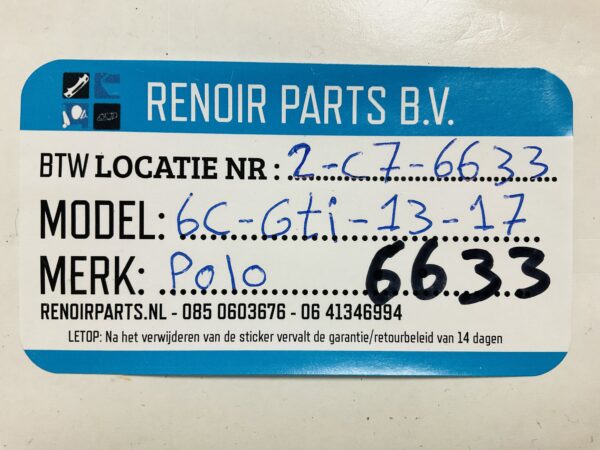 RENOIR PARTS B.V.
BTW LOCATIE NR : 2-C7-6633
MODEL: 6C-Gti-13-17
MERK: Polo 6633
RENOIRPARTS.NL - 085 0603676 - 06 41346994
LETOP: Na het verwijderen van de sticker vervalt de garantie/retourbeleid van 14 dagen